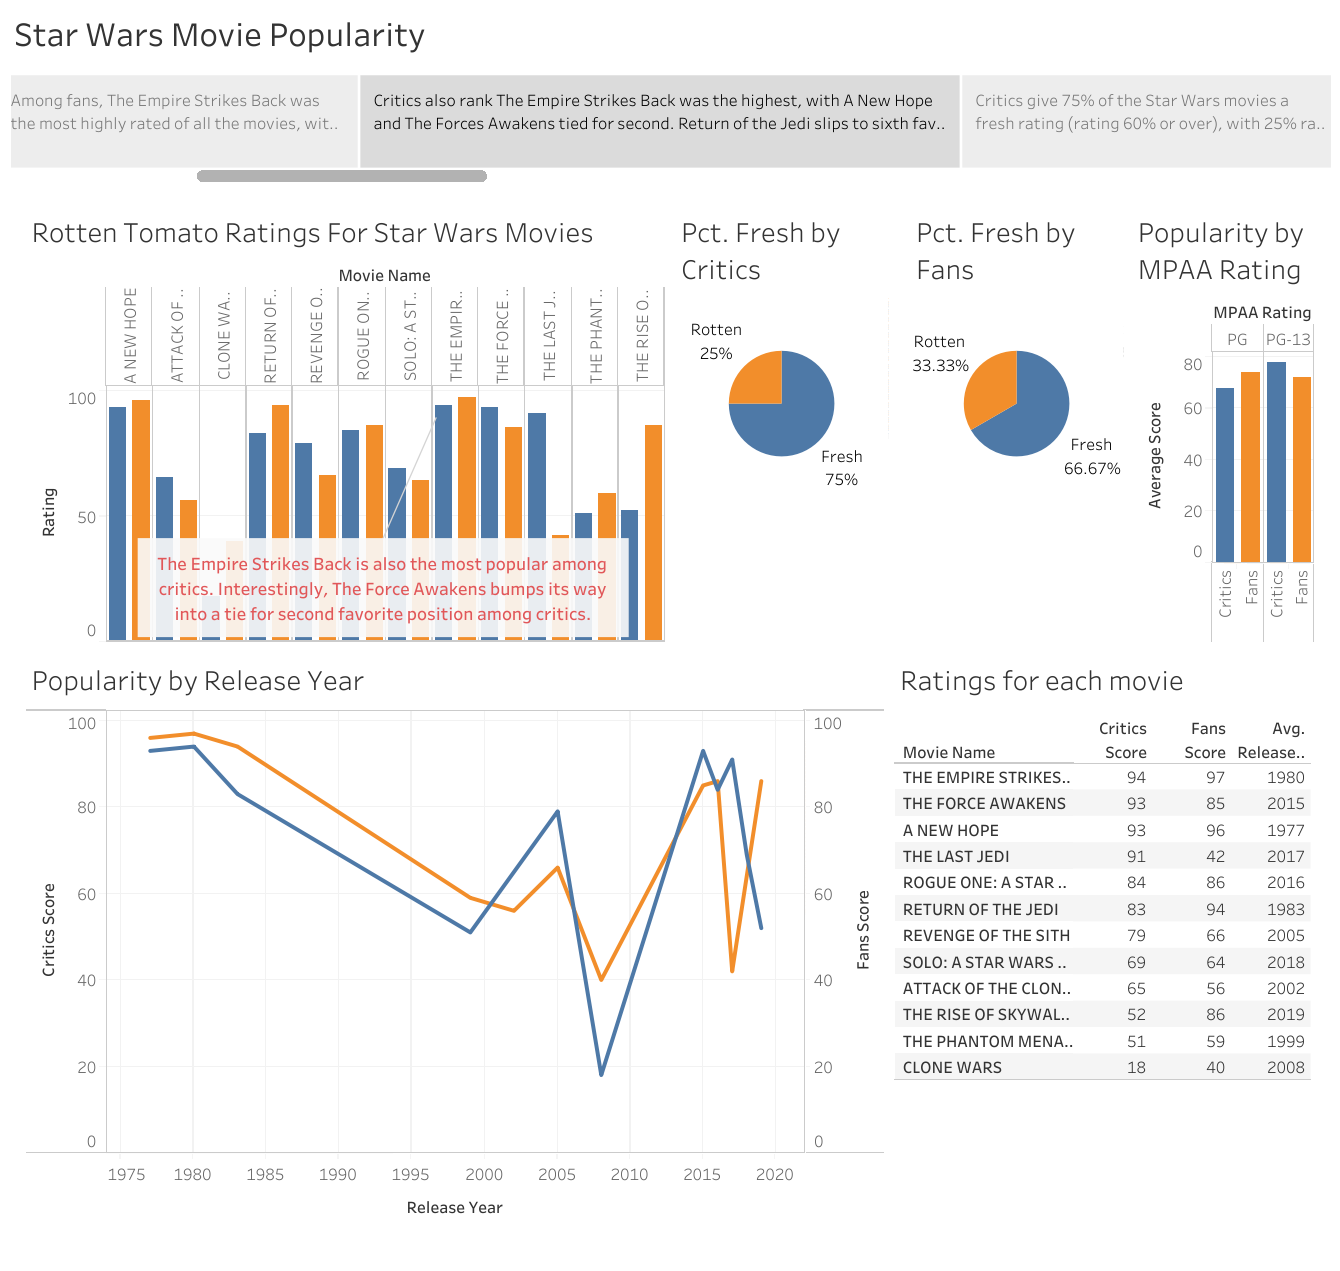 Star Wars Movie Popularity
Among fans, The Empire Strikes Back was
the most highly rated of all the movies, wit..
Critics also rank The Empire Strikes Back was the highest, with A New Hope
and The Forces Awakens tied for second. Return of the Jedi slips to sixth fav..
Critics give 75% of the Star Wars movies a
fresh rating (rating 60% or over), with 25% ra..
Rotten Tomato Ratings For Star Wars Movies
Movie Name
A NEW HOPE
ATTACK OF ..
CLONE WA..
RETURN OF..
REVENGE O..
ROGUE ON..
SOLO: A ST..
THE EMPIR..
THE FORCE ..
THE LAST J..
THE PHANT..
THE RISE O..
Rating
100
50
0
The Empire Strikes Back is also the most popular among
critics. Interestingly, The Force Awakens bumps its way
into a tie for second favorite position among critics.
Pct. Fresh by
Critics
Rotten
25%
Fresh
75%
Pct. Fresh by
Fans
Rotten
33.33%
Fresh
66.67%
Popularity by
MPAA Rating
MPAA Rating
PG PG-13
Average Score
80
60
40
20
0
Critics
Fans
Critics
Fans
Popularity by Release Year
Critics Score
100
80
60
40
20
0
100
80
60
40
20
0
Fans Score
1975 1980 1985 1990 1995 2000 2005 2010 2015 2020
Release Year
Ratings for each movie
Critics Fans Avg.
Movie Name Score Score Release..
THE EMPIRE STRIKES.. 94 97 1980
THE FORCE AWAKENS 93 85 2015
A NEW HOPE 93 96 1977
THE LAST JEDI 91 42 2017
ROGUE ONE: A STAR .. 84 86 2016
RETURN OF THE JEDI 83 94 1983
REVENGE OF THE SITH 79 66 2005
SOLO: A STAR WARS .. 69 64 2018
ATTACK OF THE CLON.. 65 56 2002
THE RISE OF SKYWAL.. 52 86 2019
THE PHANTOM MENA.. 51 59 1999
CLONE WARS 18 40 2008